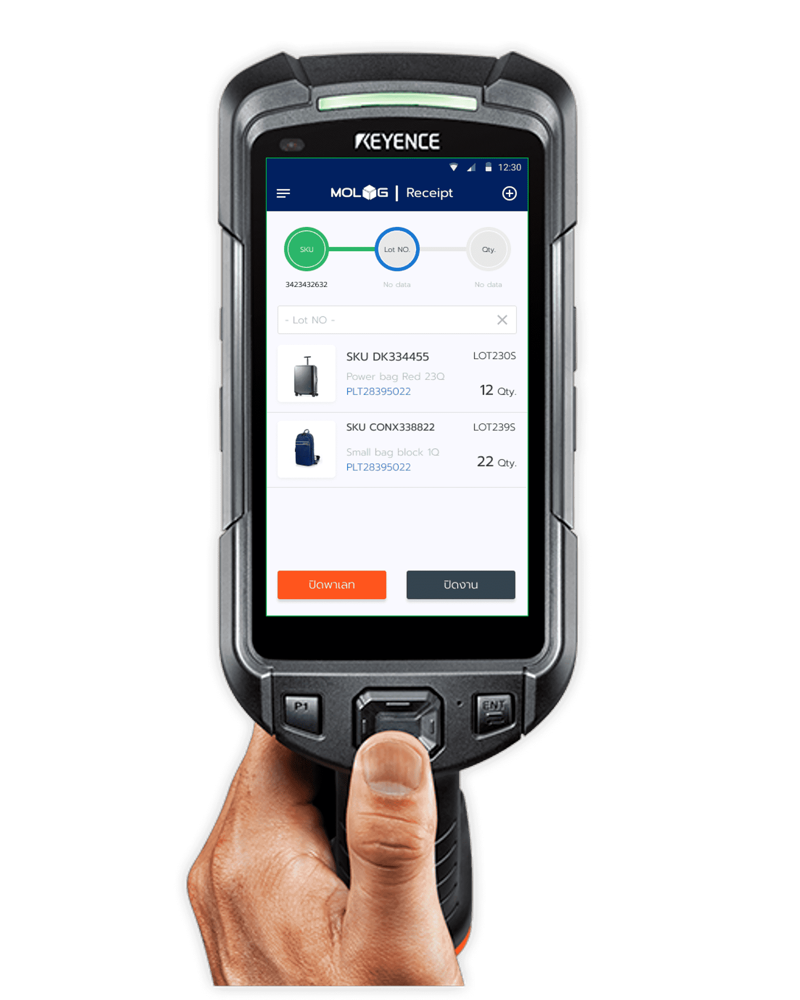 KEYENCE
12:30
MOLOG | Receipt
SKU
Lot NO.
Qty.
3423432632
No data
No data
- Lot NO -
SKU DK334455
LOT230S
Power bag Red 23Q
PLT28395022
12 Qty.
SKU CONX338822
LOT239S
Small bag block 1Q
PLT28395022
22 Qty.
ปิดพาเลท
ปิดงาน
P1
ENT